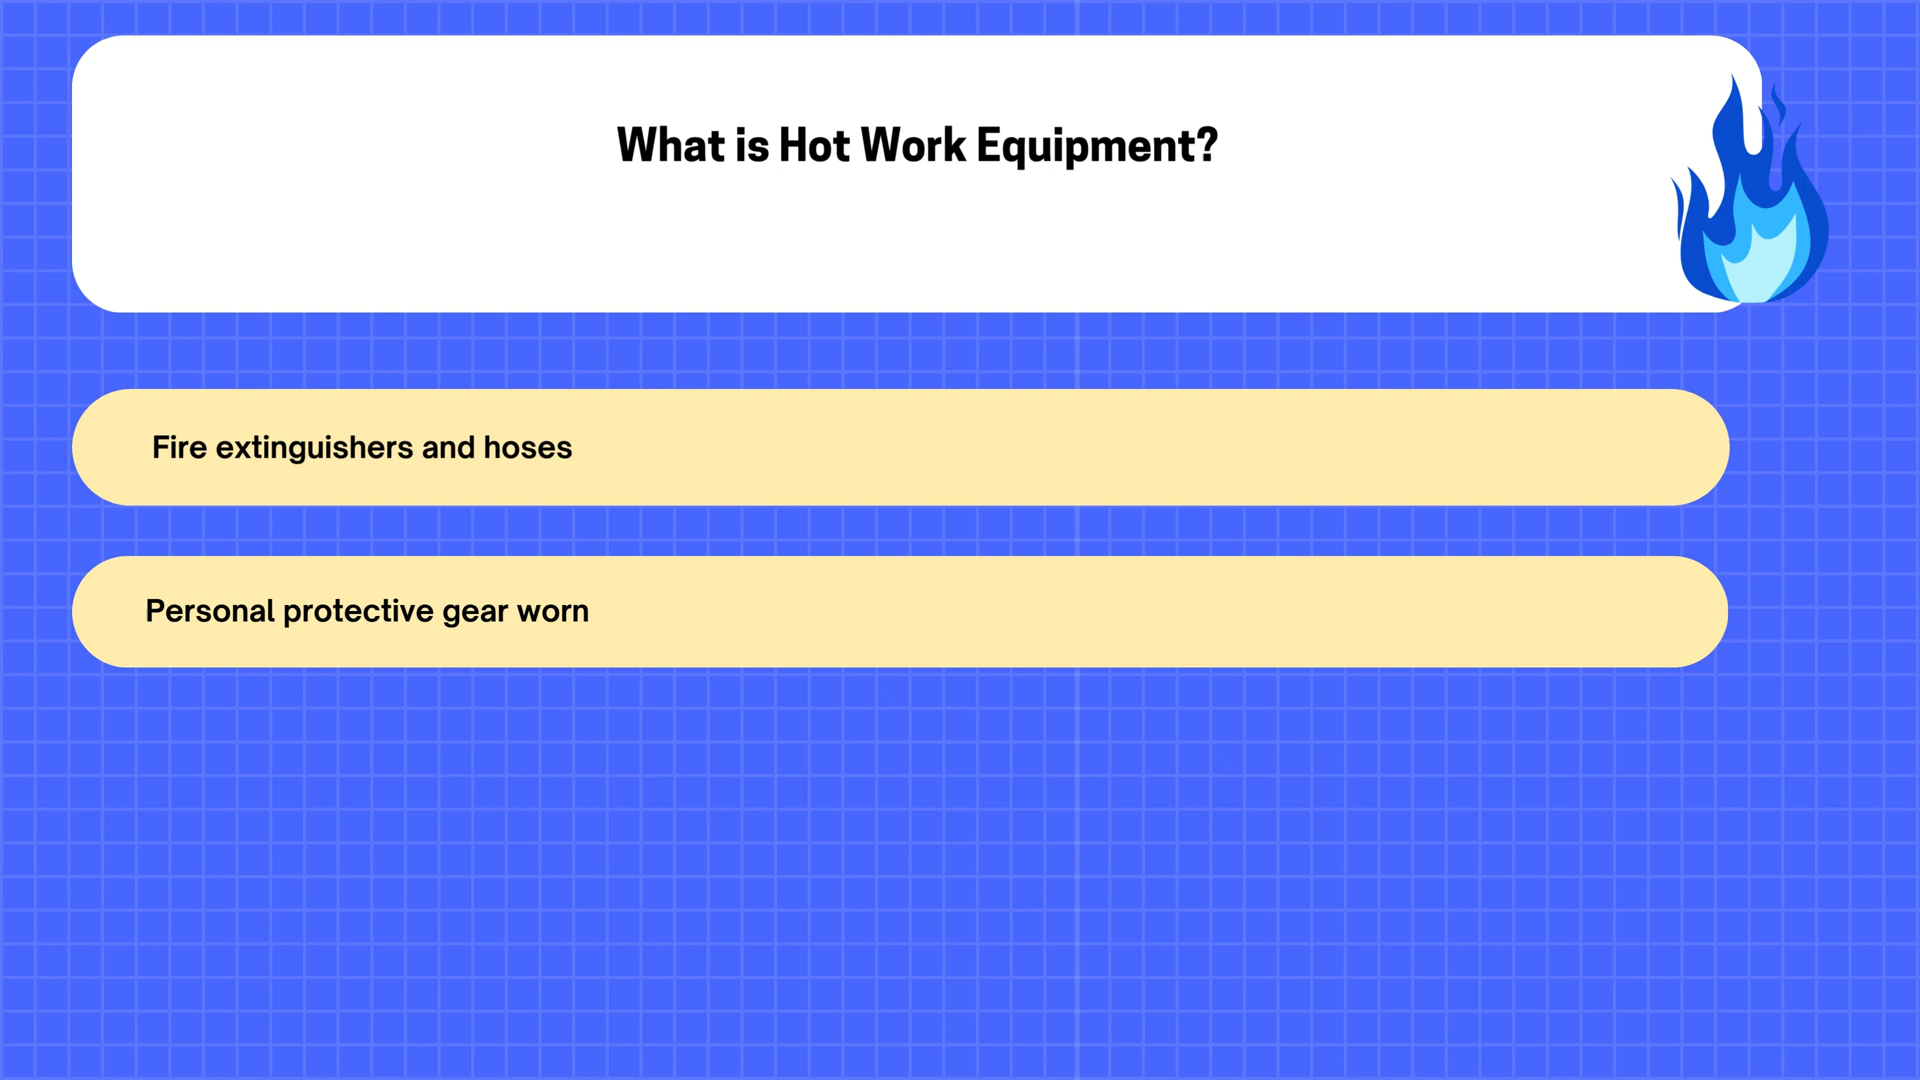 What is Hot Work Equipment?
Fire extinguishers and hoses
Personal protective gear worn